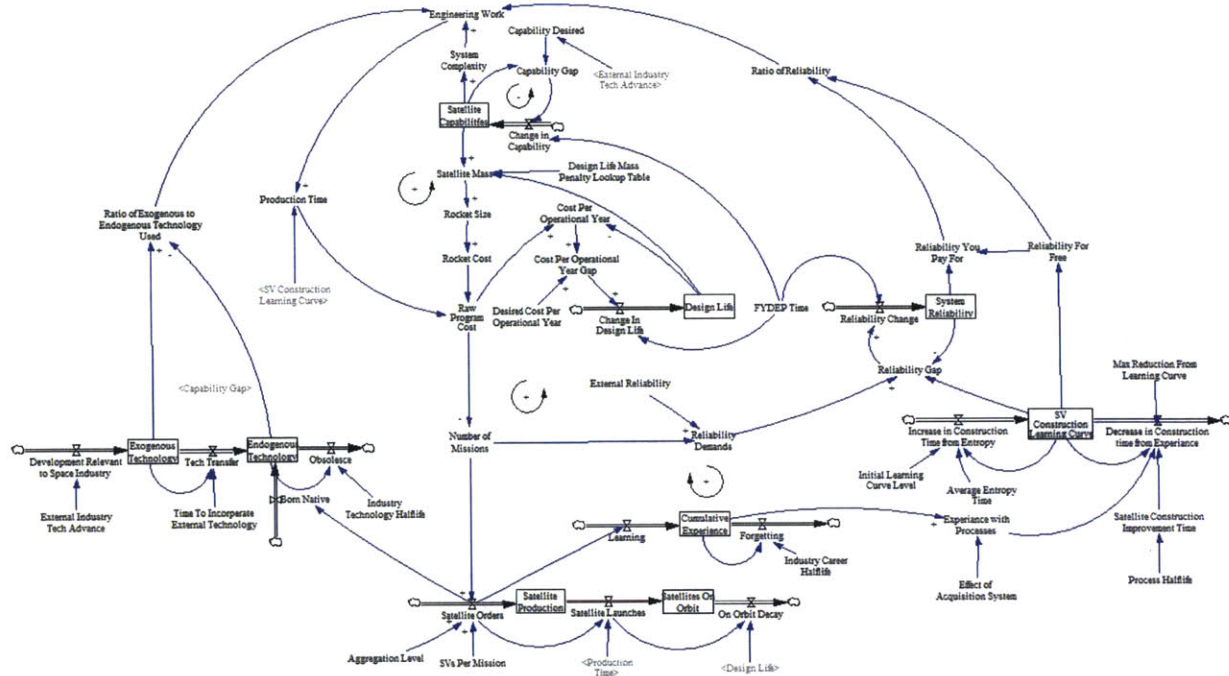 Engineering Work
Capability Desired
System
Complexity
Capability Gap
<External Industry
Tech Advance>
Ratio of Reliability
Satellite
Capabilitfes
Change in
Capability
Satellite Mass
Design Life Mass
Penalty Lookup Table
Production Time
Ratio of Exogenous to
Endogenous Technology
Used
Rocket Size
Cost Per
Operational Year
Rocket Cost
Cost Per Operational
Year Gap
Reliability You
Pay For
Reliability For
Free
<SV Construction
Learning Curve>
Raw
Program
Cost
Desired Cost Per
Operational Year
Change In
Design Life
Design Life
FYDEP Time
Reliability Change
System
Reliability
Reliability Gap
<Capability Gap>
External Reliability
Max Reduction From
Learning Curve
Number of
Missions
Reliability
Demands
Increase in Construction
Time from Entropy
SV
Construction
Learning Curve
Decrease in Construction
time from Experiance
Exogenous
Technology
Endogenous
Technology
Development Relevant
to Space Industry
Tech Transfer
Obsolesce
Born Native
External Industry
Tech Advance
Time To Incorperate
External Technology
Industry
Technology Halflife
Initial Learning
Curve Level
Average Entropy
Time
Learning
Cumulative
Experience
Forgetting
Industry Career
Halflife
Experiance with
Processes
Satellite Construction
Improvement Time
Effect of
Acquisition System
Process Halflife
Satellite Orders
Satellite
Production
Satellite Launches
Satellites On
Orbit
On Orbit Decay
Aggregation Level
SVs Per Mission
<Production
Time>
<Design Life>